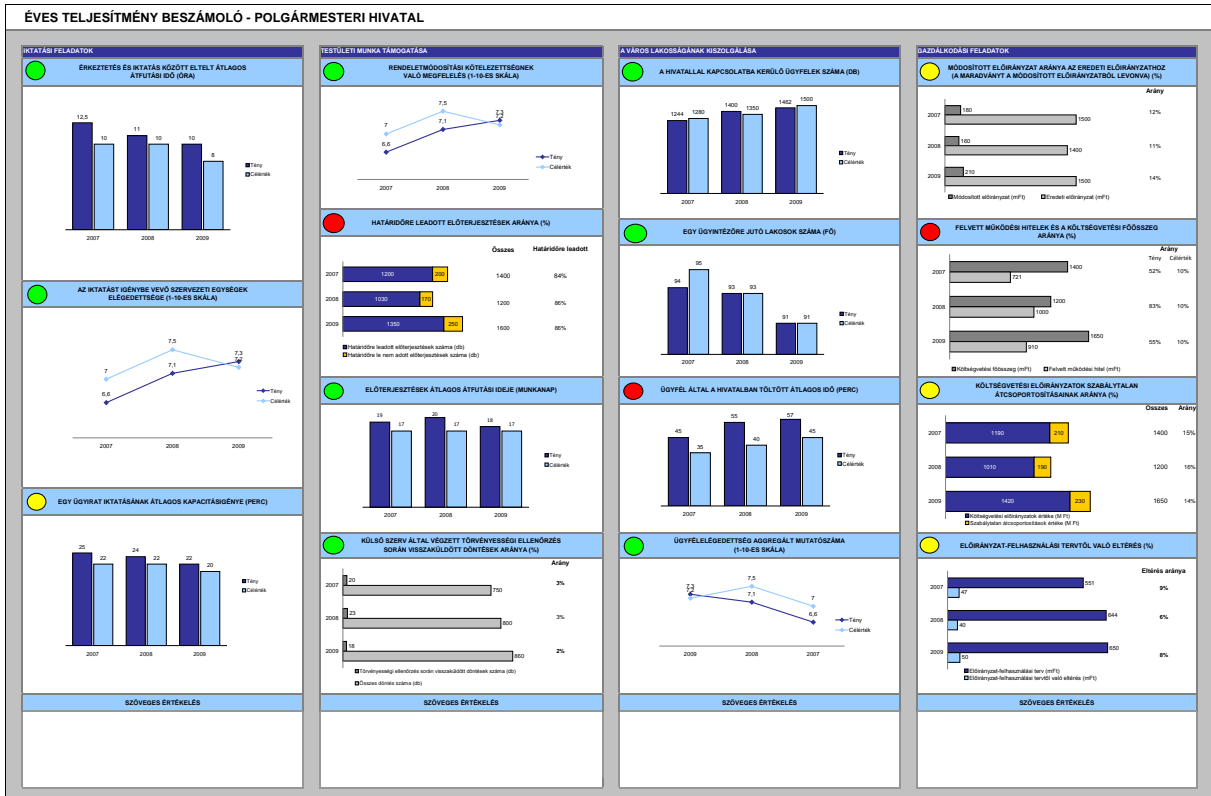 ÉVES TELJESÍTMÉNY BESZÁMOLÓ - POLGÁRMESTERI HIVATAL
IKTATÁSI FELADATOK
ÉRKEZTETÉS ÉS IKTATÁS KÖZÖTT ELTELT ÁTLAGOS
ÁTFUTÁSI IDŐ (ÓRA)
12,5
10
11
10
10
8
Tény
Célérték
2007 2008 2009
AZ IKTATÁST IGÉNYBE VEVŐ SZERVEZETI EGYSÉGEK
ELÉGEDETTSÉGE (1-10-ES SKÁLA)
7,5
7,3
7,2
7
7,1
6,6
Tény
Célérték
2007 2008 2009
EGY ÜGYIRAT IKTATÁSÁNAK ÁTLAGOS KAPACITÁSIGÉNYE (PERC)
25
22
24
22
22
20
Tény
Célérték
2007 2008 2009
SZÖVEGES ÉRTÉKELÉS
TESTÜLETI MUNKA TÁMOGATÁSA
RENDELETMÓDOSÍTÁSI KÖTELEZETTSÉGNEK
VALÓ MEGFELELÉS (1-10-ES SKÁLA)
7,5
7,3
7,2
7
7,1
6,6
Tény
Célérték
2007 2008 2009
HATÁRIDŐRE LEADOTT ELŐTERJESZTÉSEK ARÁNYA (%)
Összes Határidőre leadott
2007 1200 200 1400 84%
2008 1030 170 1200 86%
2009 1350 250 1600 86%
Határidőre leadott előterjesztések száma (db)
Határidőre le nem adott előterjesztések száma (db)
ELŐTERJESZTÉSEK ÁTLAGOS ÁTFUTÁSI IDEJE (MUNKANAP)
19
17
20
17
18
17
Tény
Célérték
2007 2008 2009
KÜLSŐ SZERV ÁLTAL VÉGZETT TÖRVÉNYESSÉGI ELLENŐRZÉS
SORÁN VISSZAKÜLDÖTT DÖNTÉSEK ARÁNYA (%)
Arány
2007 20 750 3%
2008 23 800 3%
2009 18 860 2%
Törvényességi ellenőrzés során visszaküldött döntések száma (db)
Összes döntés száma (db)
SZÖVEGES ÉRTÉKELÉS
A VÁROS LAKOSSÁGÁNAK KISZOLGÁLÁSA
A HIVATALLAL KAPCSOLATBA KERÜLŐ ÜGYFELEK SZÁMA (DB)
1244
1280
1400
1350
1462
1500
Tény
Célérték
2007 2008 2009
EGY ÜGYINTÉZŐRE JUTÓ LAKOSOK SZÁMA (FŐ)
94
95
93
93
91
91
Tény
Célérték
2007 2008 2009
ÜGYFÉL ÁLTAL A HIVATALBAN TÖLTÖTT ÁTLAGOS IDŐ (PERC)
45
35
55
40
57
45
Tény
Célérték
2007 2008 2009
ÜGYFÉLELÉGEDETTSÉG AGGREGÁLT MUTATÓSZÁMA
(1-10-ES SKÁLA)
7,3
7,2
7,5
7,1
7
6,6
Tény
Célérték
2009 2008 2007
SZÖVEGES ÉRTÉKELÉS
GAZDÁLKODÁSI FELADATOK
MÓDOSÍTOTT ELŐIRÁNYZAT ARÁNYA AZ EREDETI ELŐIRÁNYZATHOZ
(A MARADVÁNYT A MÓDOSÍTOTT ELŐIRÁNYZATBÓL LEVONVA) (%)
Arány
2007 180 1500 12%
2008 160 1400 11%
2009 210 1500 14%
Módosított előirányzat (mFt) Eredeti előirányzat (mFt)
FELVETT MŰKÖDÉSI HITELEK ÉS A KÖLTSÉGVETÉSI FŐÖSSZEG
ARÁNYA (%)
Arány
Tény Célérték
2007 1400 721 52% 10%
2008 1200 1000 83% 10%
2009 1650 910 55% 10%
Költségvetési főösszeg (mFt) Felvett működési hitel (mFt)
KÖLTSÉGVETÉSI ELŐIRÁNYZATOK SZABÁLYTALAN
ÁTCSOPORTOSÍTÁSAINAK ARÁNYA (%)
Összes Arány
2007 1190 210 1400 15%
2008 1010 190 1200 16%
2009 1420 230 1650 14%
Költségvetési előirányzatok értéke (M Ft)
Szabálytalan átcsoportosítások értéke (M Ft)
ELŐIRÁNYZAT-FELHASZNÁLÁSI TERVTŐL VALÓ ELTÉRÉS (%)
Eltérés aránya
2007 551 47 9%
2008 644 40 6%
2009 650 50 8%
Előirányzat-felhasználási terv (mFt)
Előirányzat-felhasználási tervtől való eltérés (mFt)
SZÖVEGES ÉRTÉKELÉS